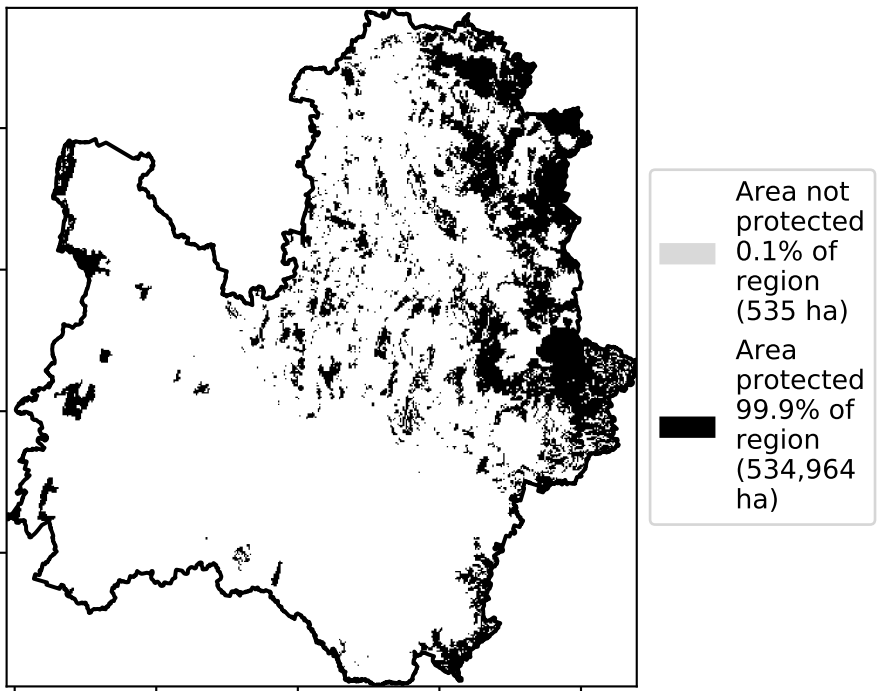 Area not
protected
0.1% of
region
(535 ha)
Area
protected
99.9% of
region
(534,964
ha)